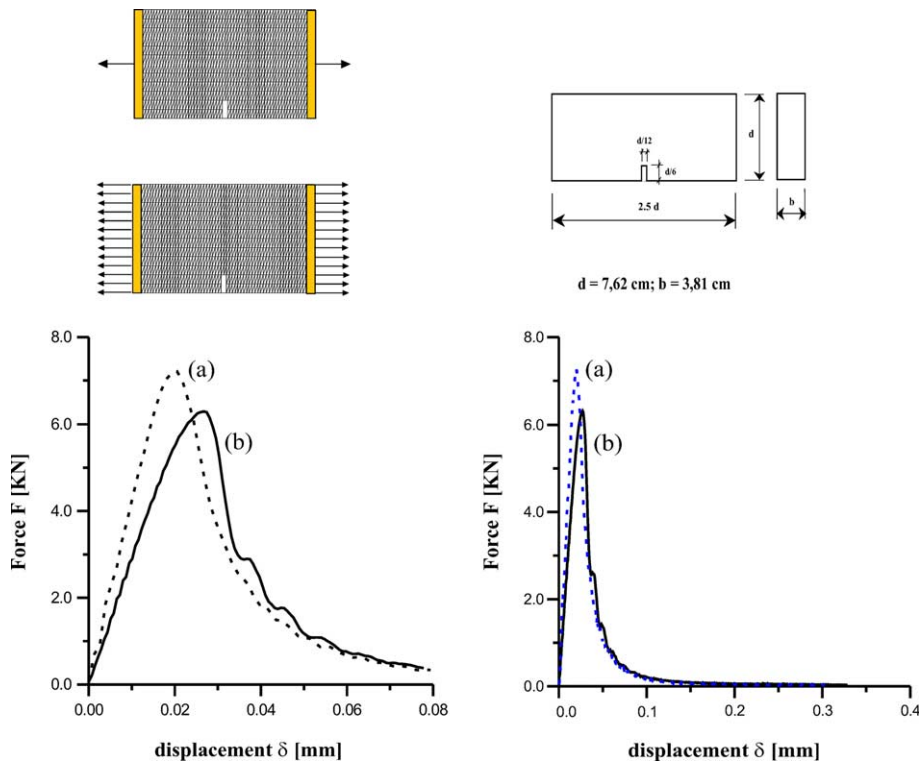 d/12
d
d/6
2.5 d
b
d = 7,62 cm; b = 3,81 cm
8.0
(a)
6.0
(b)
4.0
2.0
0.0
0.00
0.02
0.04
0.06
0.08
Force F [KN]
displacement δ [mm]
8.0
(a)
6.0
(b)
4.0
2.0
0.0
0.0
0.1
0.2
0.3
0.4
Force F [KN]
displacement δ [mm]